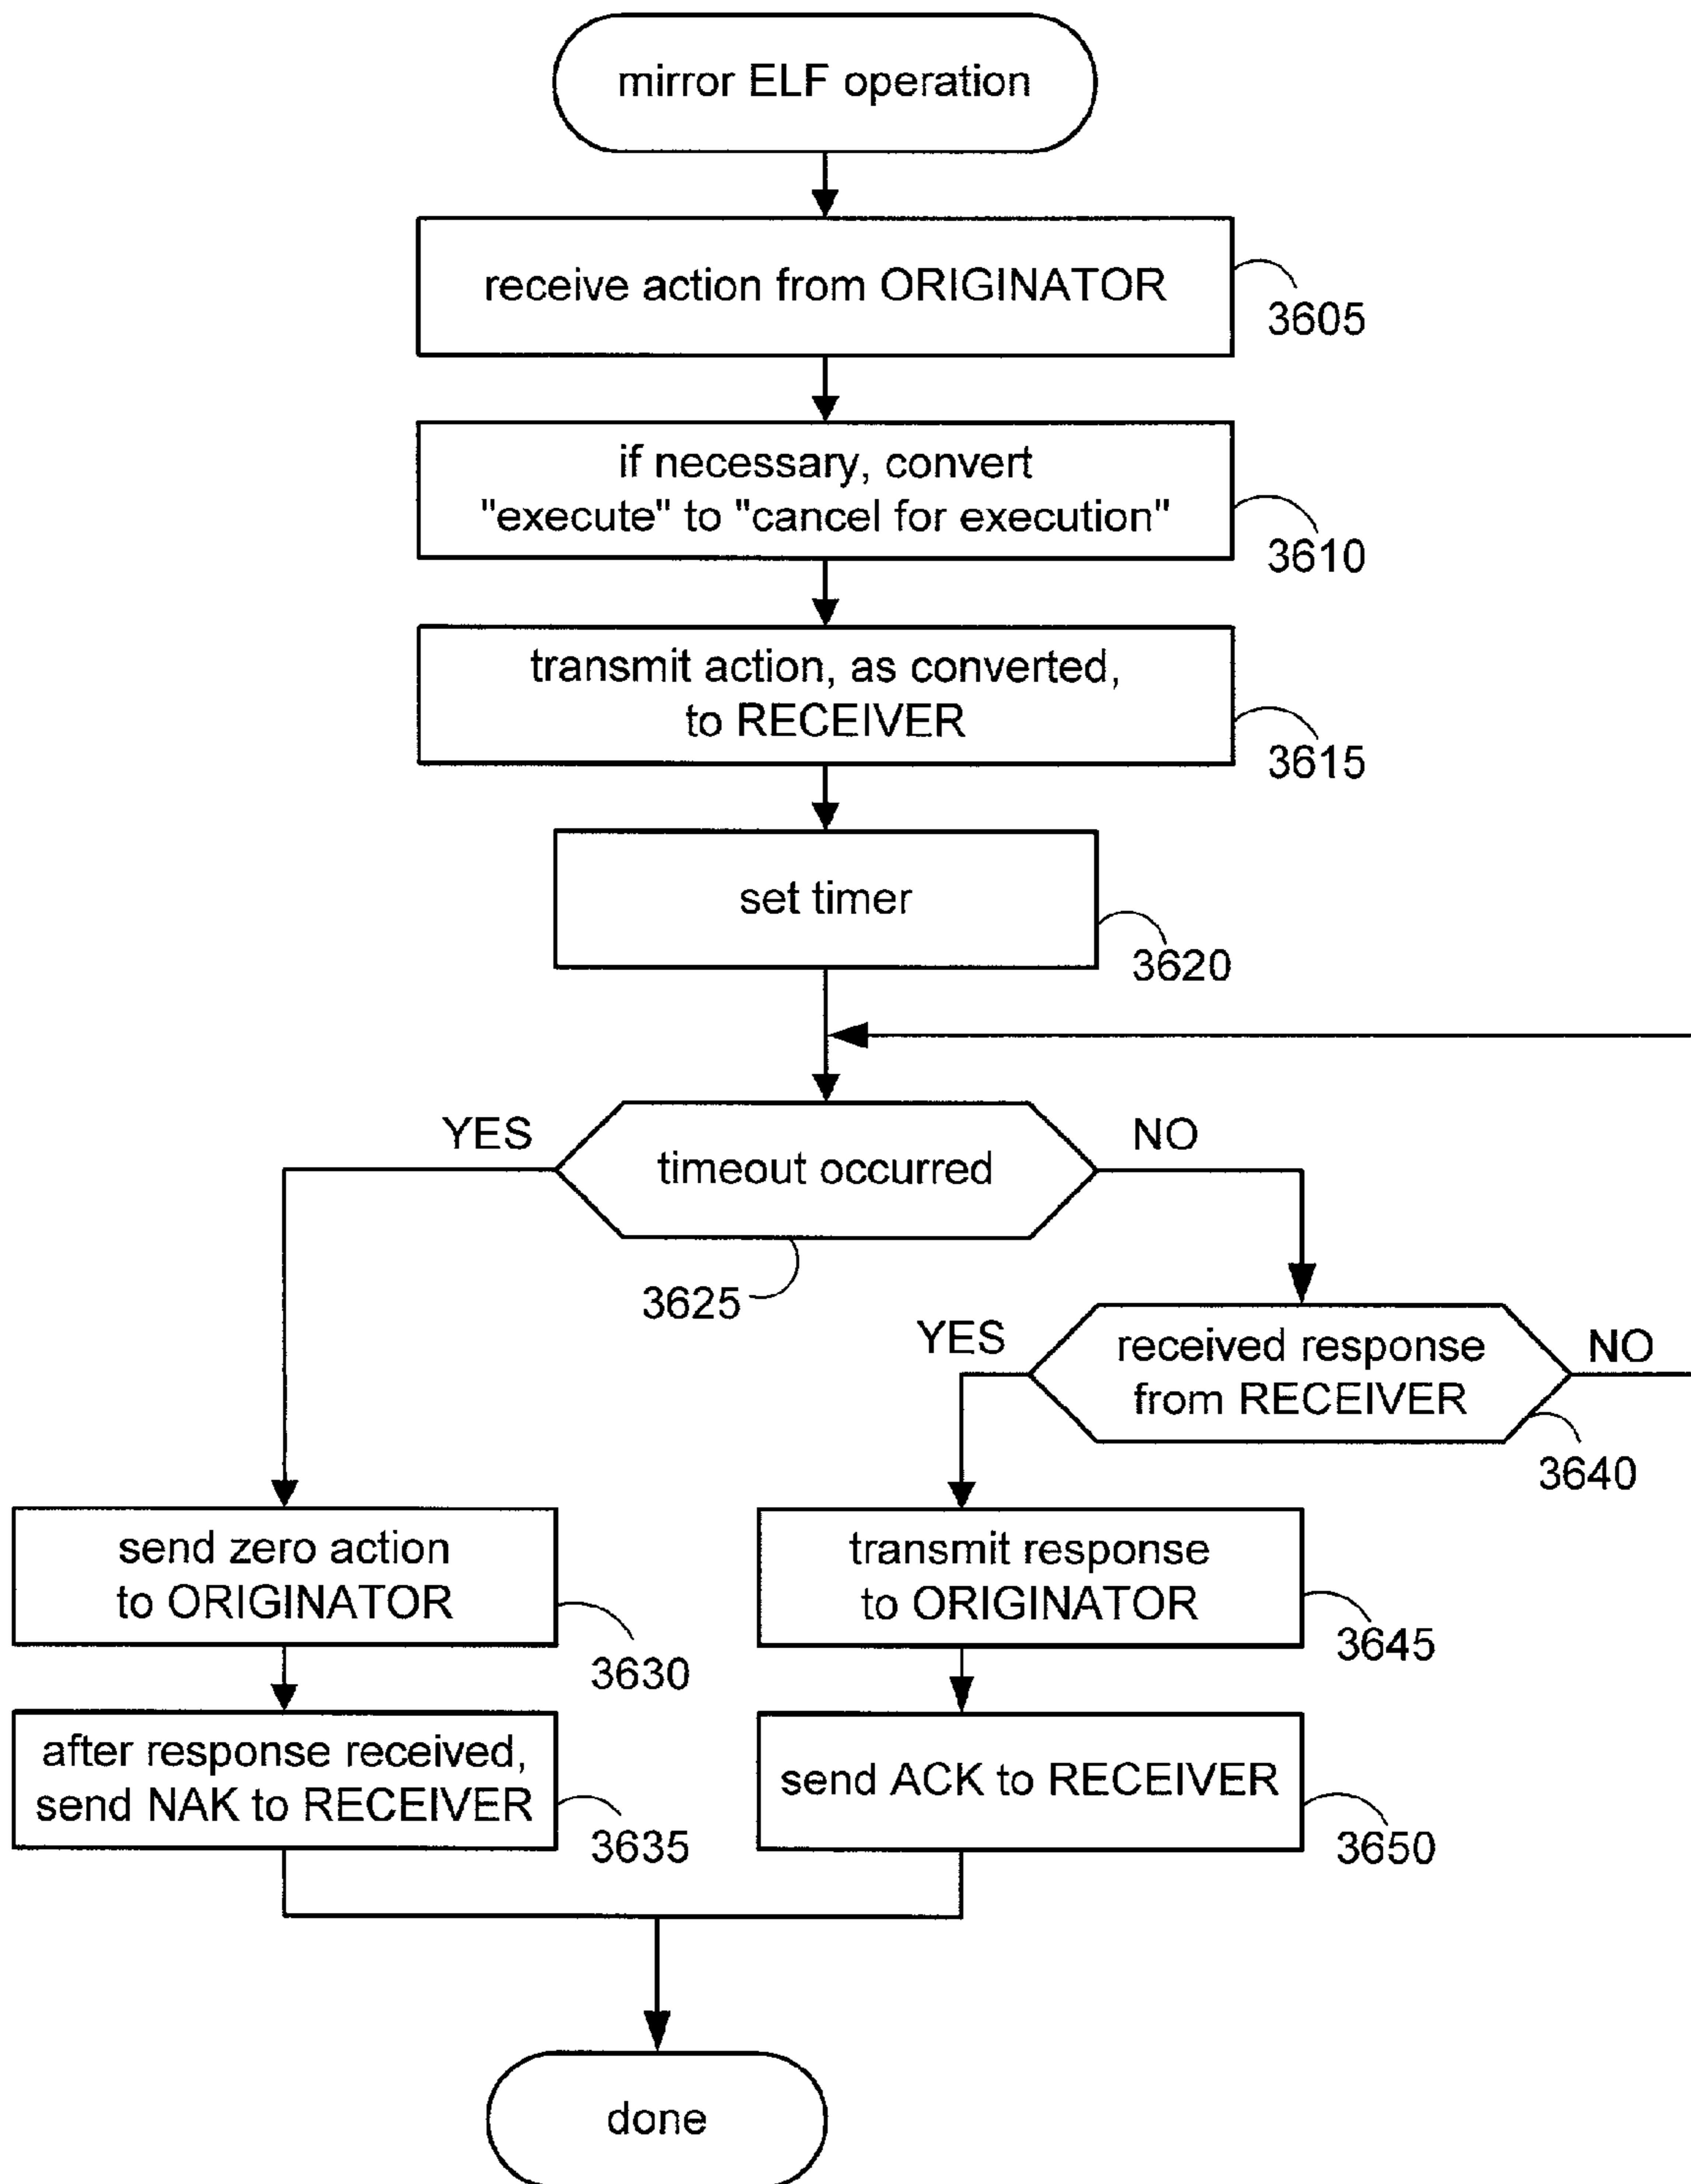 mirror ELF operation
receive action from ORIGINATOR
3605
if necessary, convert
"execute" to "cancel for execution"
3610
transmit action, as converted,
to RECEIVER
3615
set timer
3620
YES
NO
timeout occurred
3625
YES
received response
from RECEIVER
NO
3640
send zero action
to ORIGINATOR
3630
transmit response
to ORIGINATOR
3645
after response received,
send NAK to RECEIVER
3635
send ACK to RECEIVER
3650
done